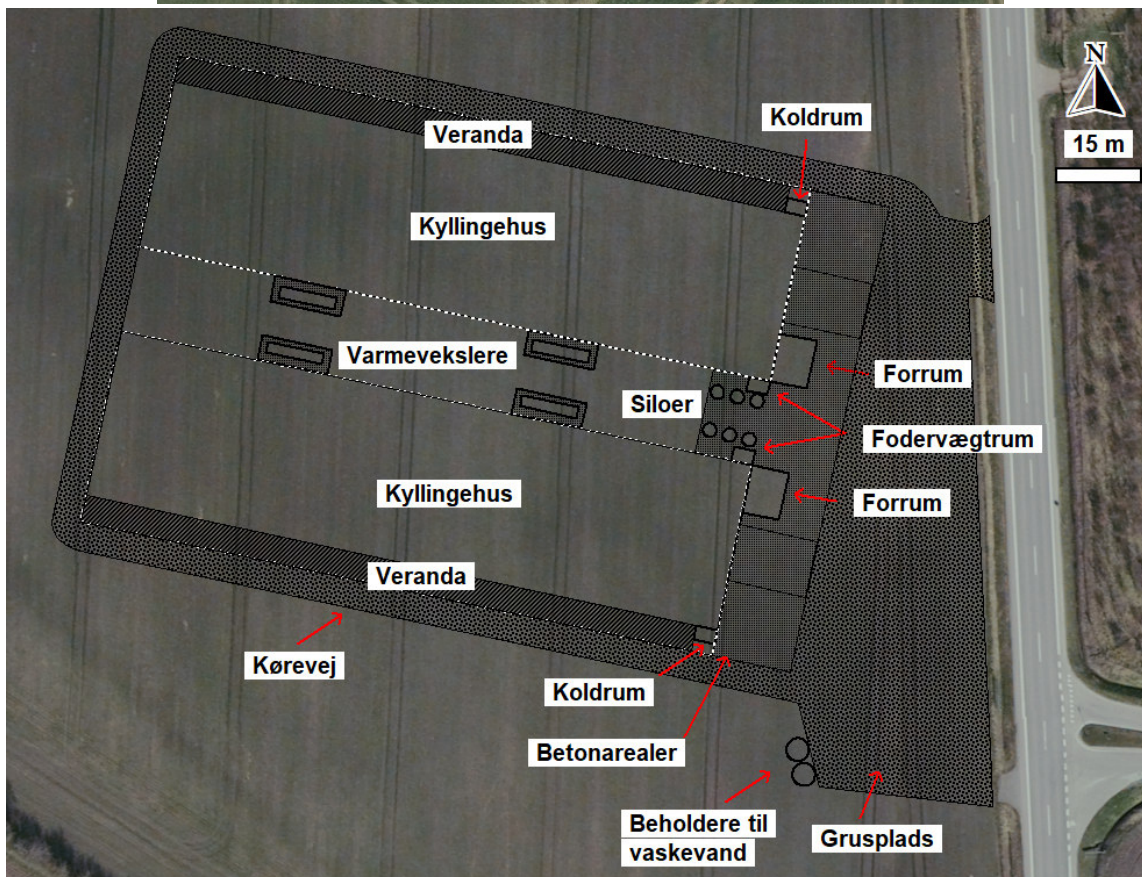 N
15 m
Koldrum
Veranda
Kyllingehus
Varmevekslere
Siloer
Forrum
Fodervægtrum
Kyllingehus
Forrum
Veranda
Kørevej
Koldrum
Betonarealer
Beholdere til
vaskevand
Grusplads